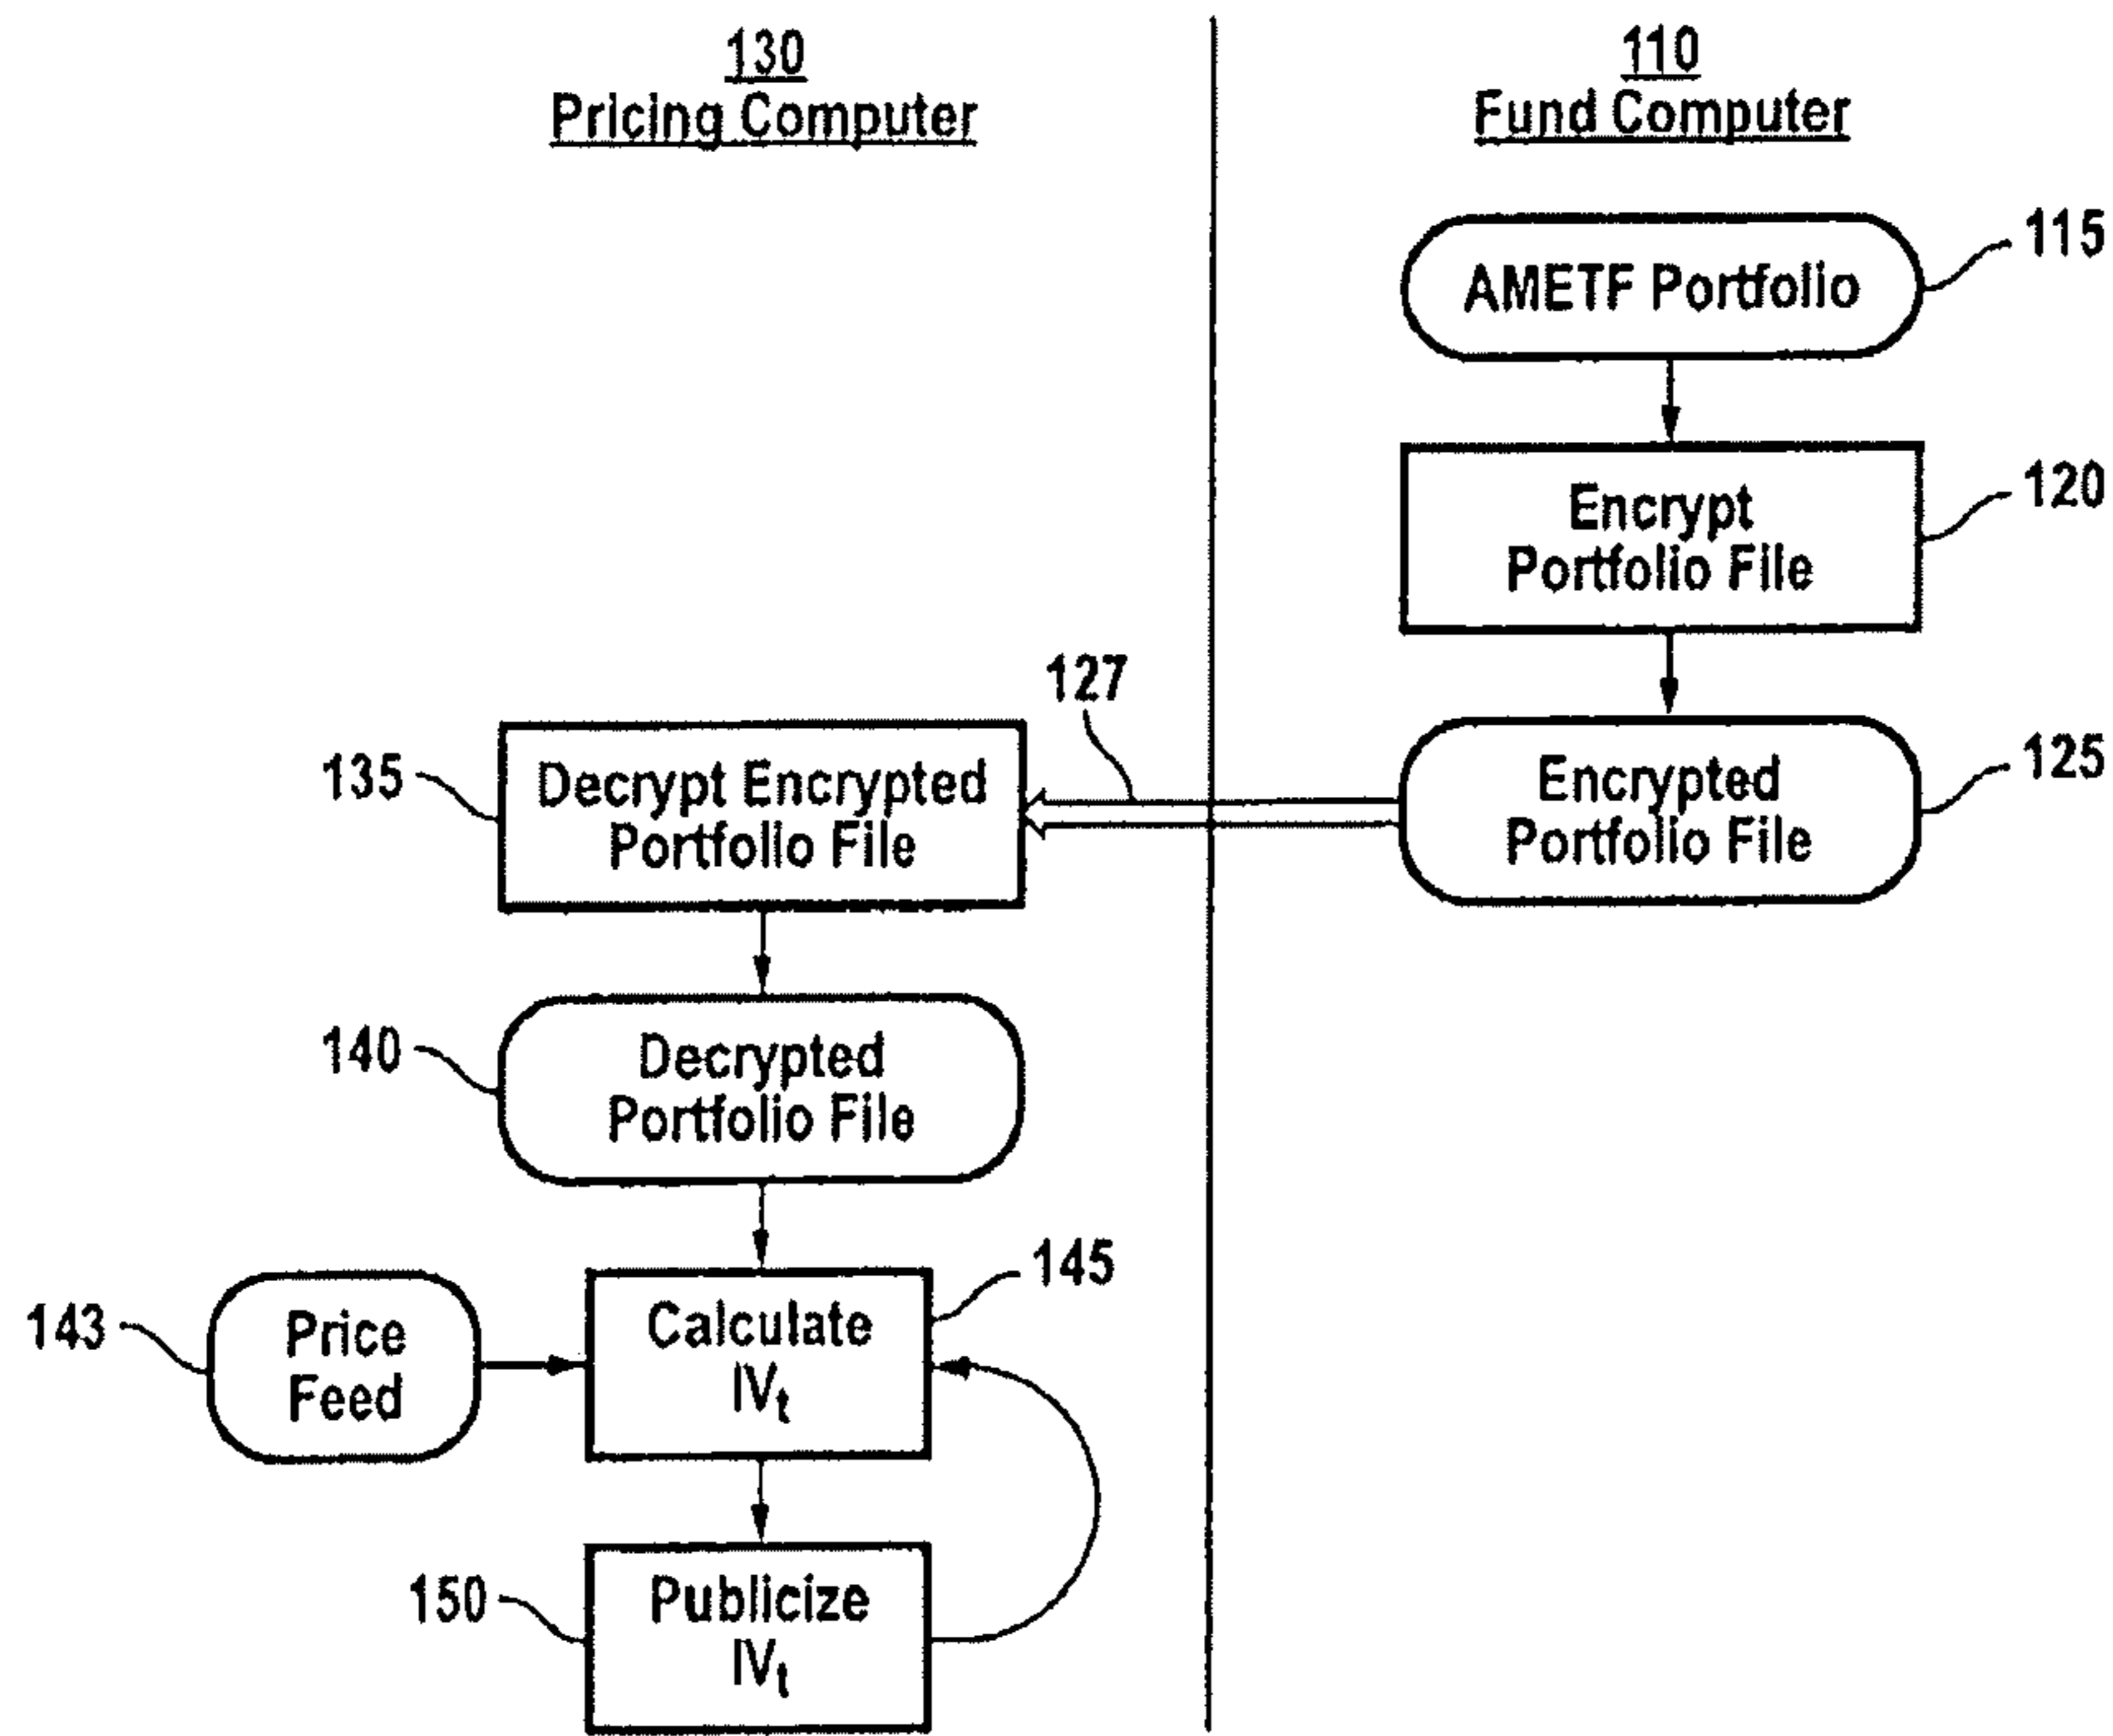 130
Pricing Computer
110
Fund Computer
AMETF Portfolio
115
Encrypt
Portfolio File
120
127
Encrypted
Portfolio File
125
135
Decrypt Encrypted
Portfolio File
140
Decrypted
Portfolio File
143
Price
Feed
Calculate
IVt
145
150
Publicize
IVt